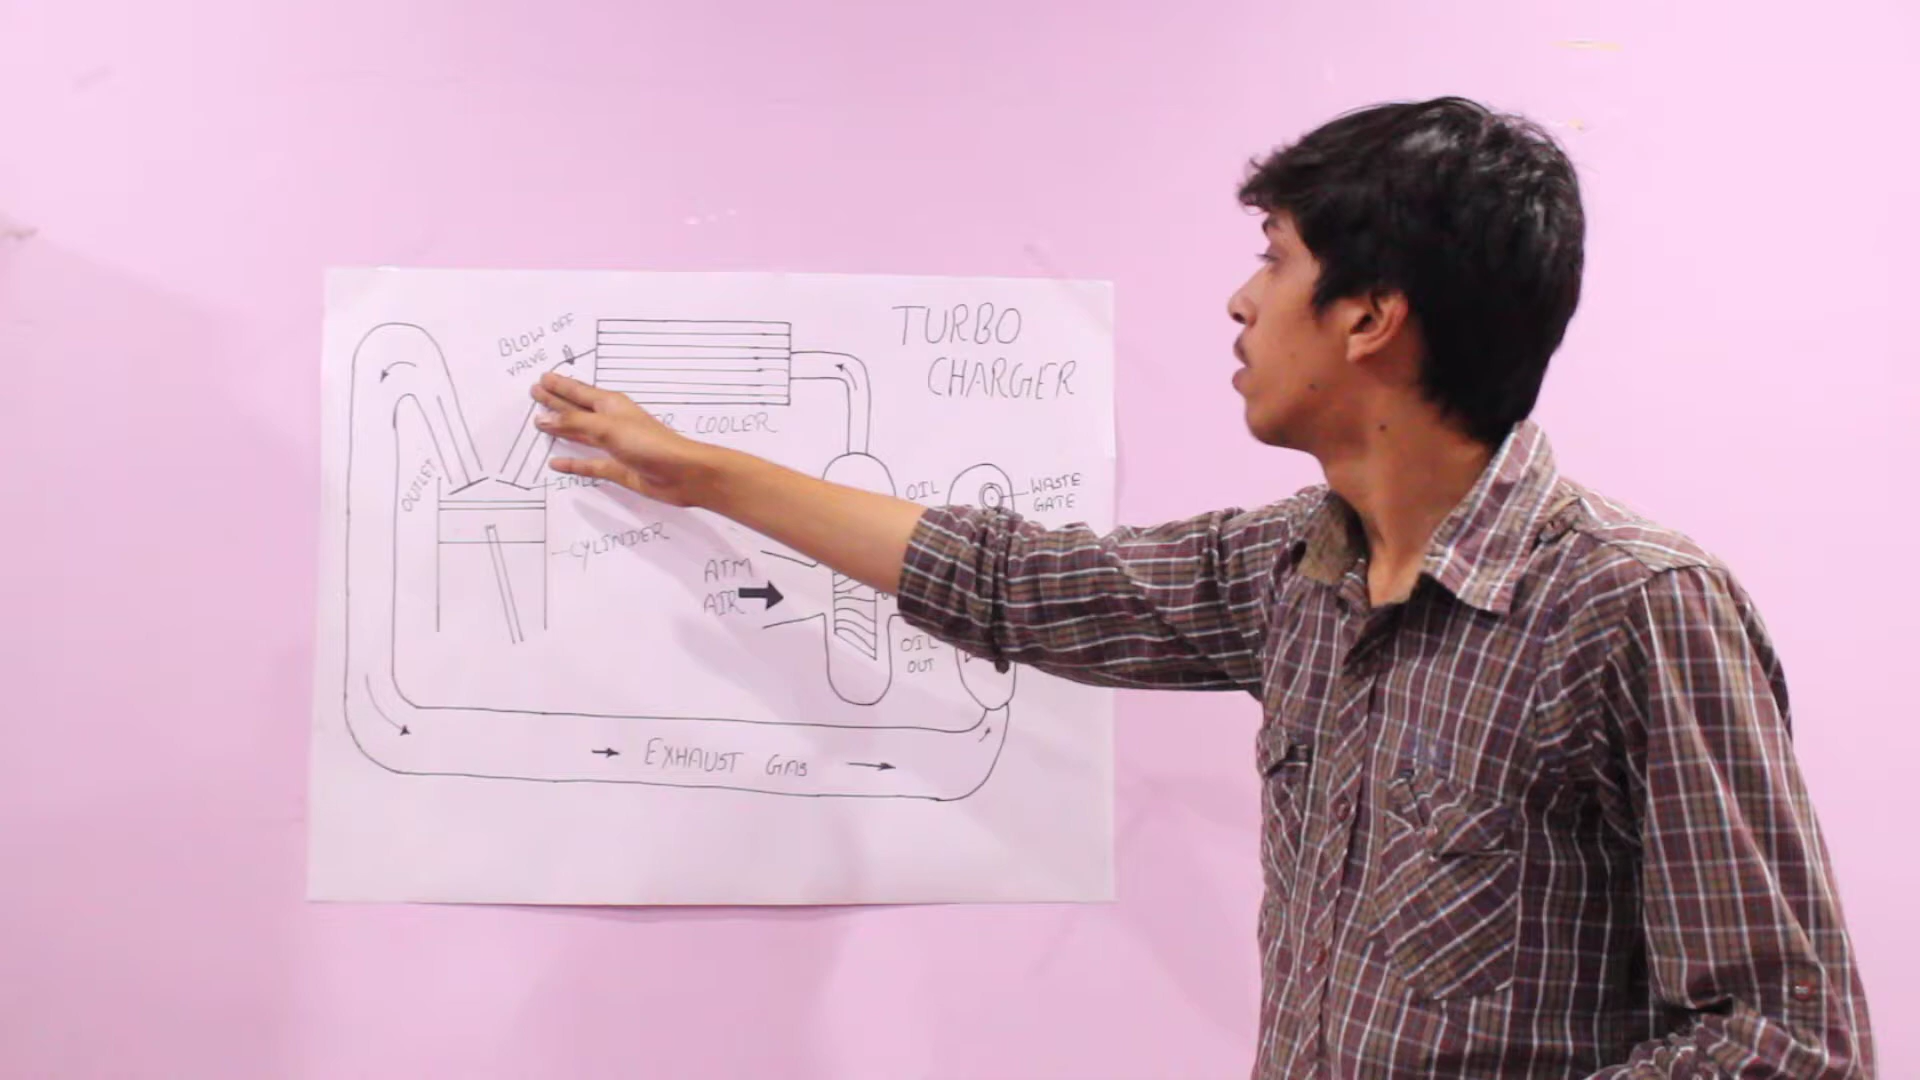 TURBO
CHARGER
BLOW OFF
VALVE
COOLER
OUTLET
CYLINDER
OIL
WASTE
GATE
ATM
AIR
OIL
OUT
EXHAUST GAS